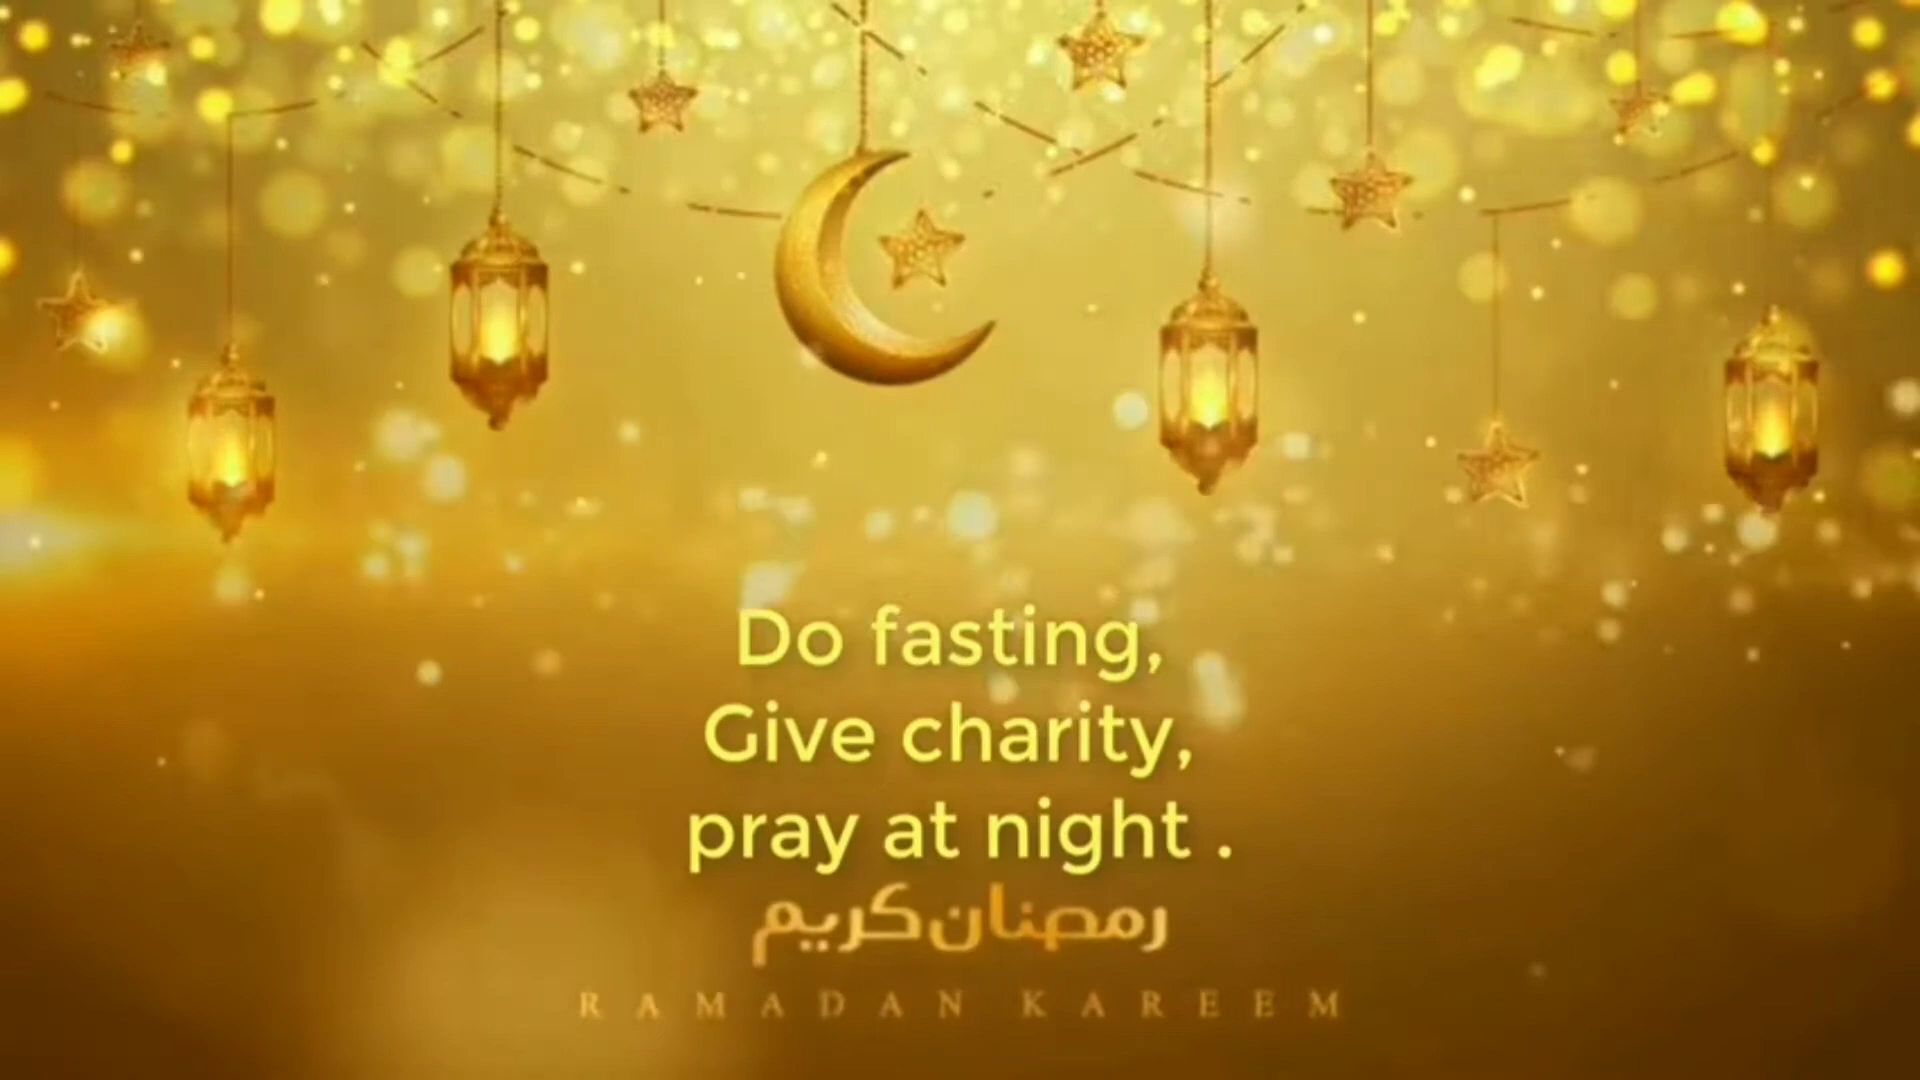 Do fasting,
Give charity,
pray at night .
رمضان كريم
RAMADAN KAREEM